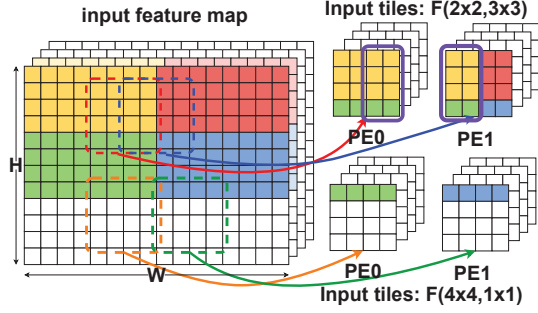 input feature map
Input tiles: F(2x2,3x3)
H
W
PE0
PE1
PE0
PE1
Input tiles: F(4x4,1x1)